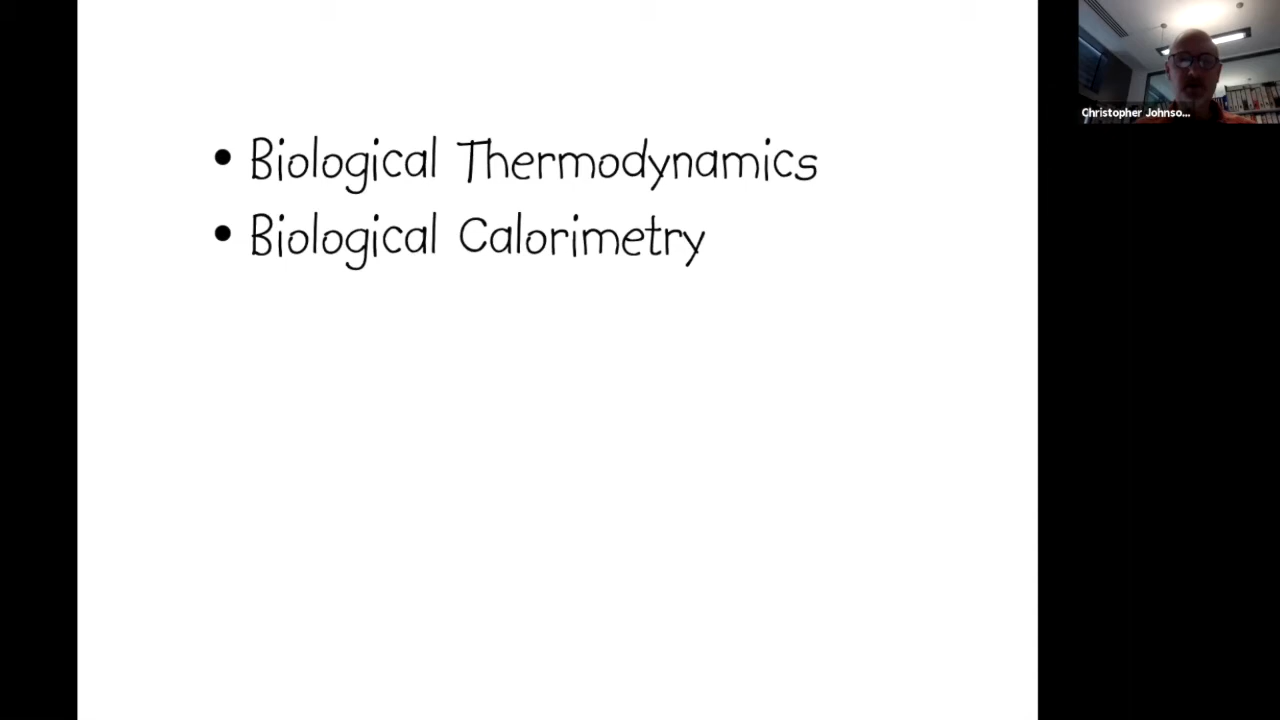 • Biological Thermodynamics
• Biological Calorimetry
Christopher Johnso...